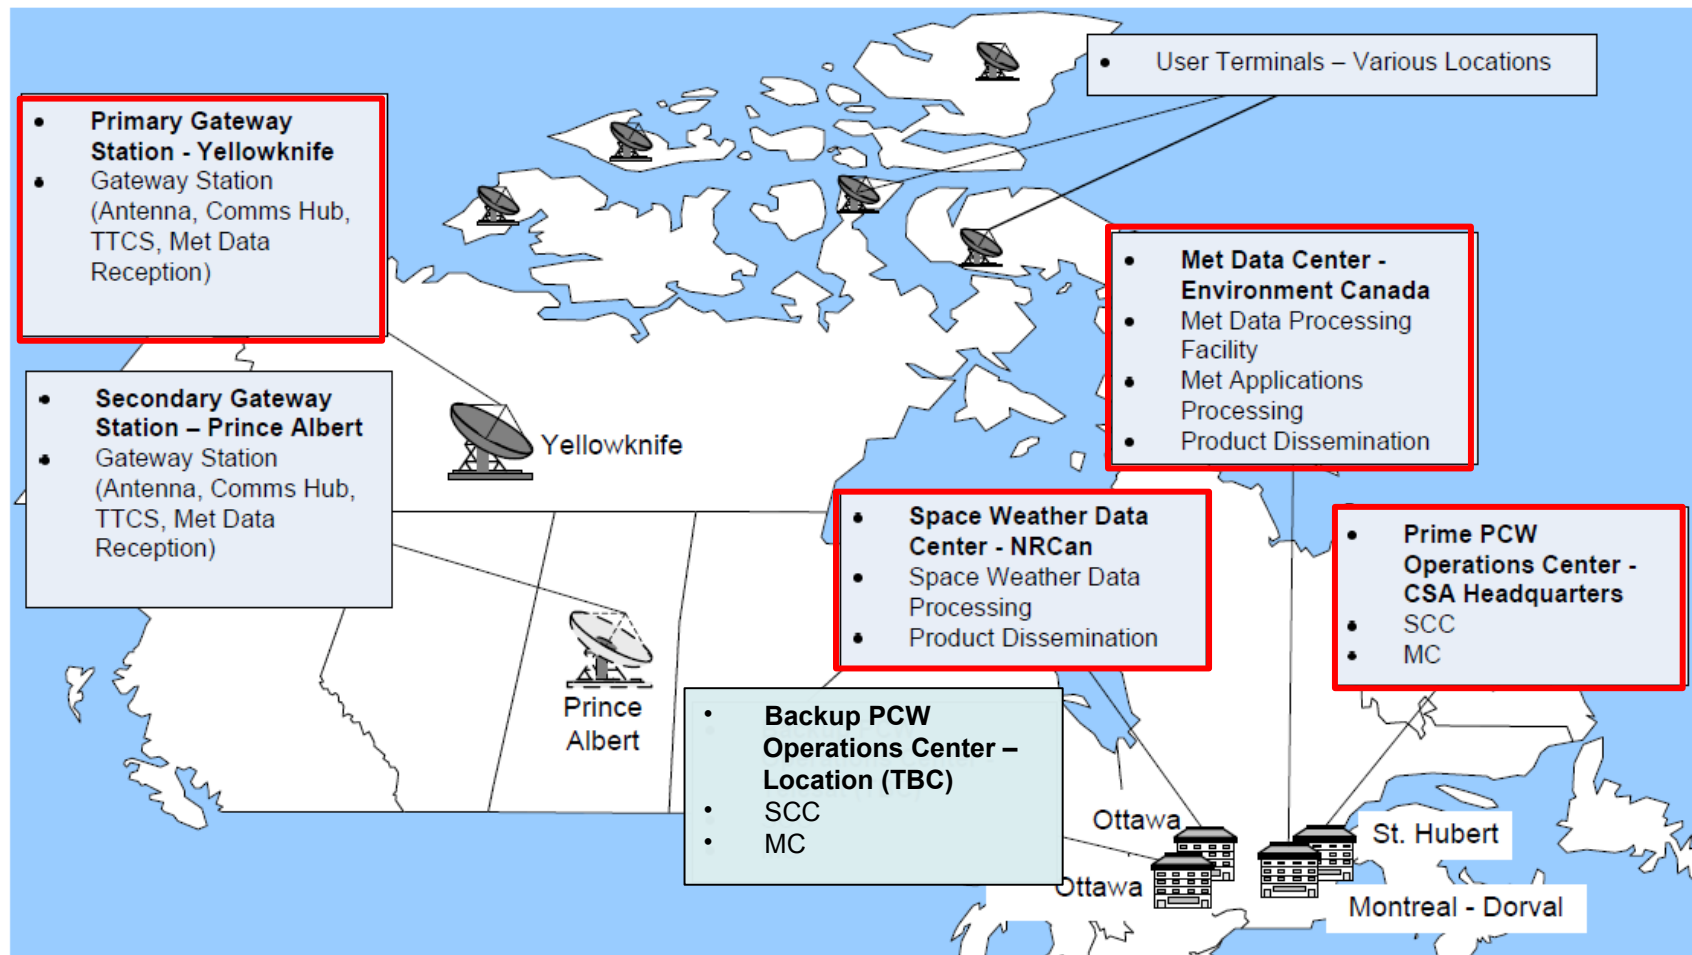 • User Terminals – Various Locations
• Primary Gateway
Station - Yellowknife
• Gateway Station
(Antenna, Comms Hub,
TTCS, Met Data
Reception)
• Secondary Gateway
Station – Prince Albert
• Gateway Station
(Antenna, Comms Hub,
TTCS, Met Data
Reception)
Yellowknife
Prince
Albert
• Met Data Center -
Environment Canada
• Met Data Processing
Facility
• Met Applications
Processing
• Product Dissemination
• Space Weather Data
Center - NRCan
• Space Weather Data
Processing
• Product Dissemination
• Prime PCW
Operations Center -
CSA Headquarters
• SCC
• MC
• Backup PCW
Operations Center –
Location (TBC)
• SCC
• MC
Ottawa
Ottawa
St. Hubert
Montreal - Dorval